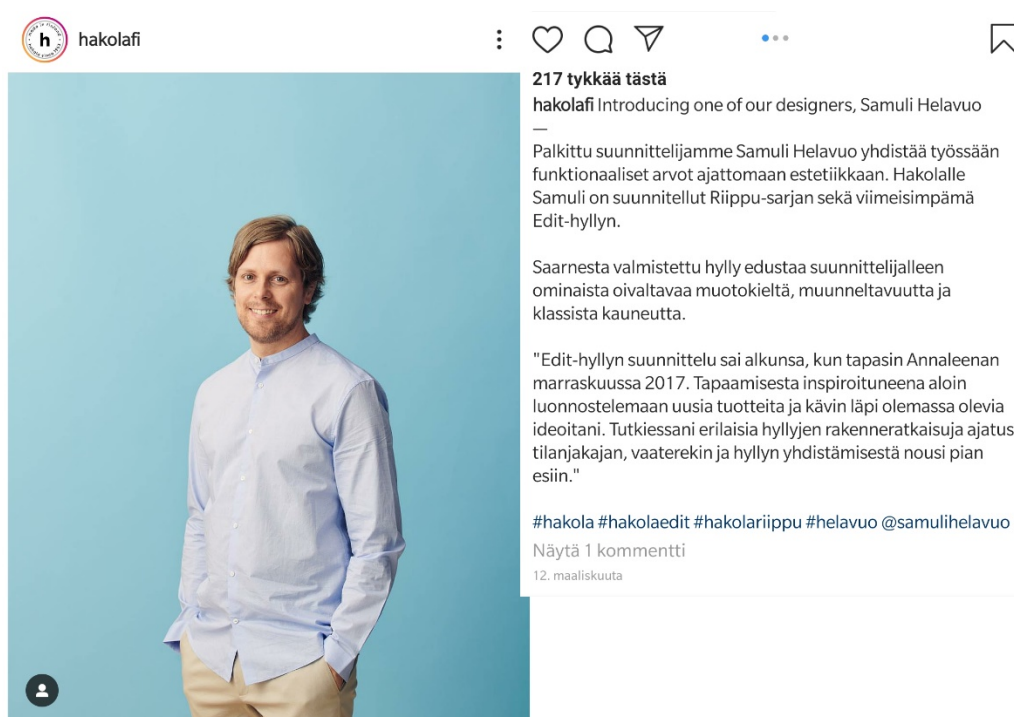 hakolafi
h
217 tykkää tästä
hakolafi Introducing one of our designers, Samuli Helavuo
—
Palkittu suunnittelijamme Samuli Helavuo yhdistää työssään
funktionaaliset arvot ajattomaan estetiikkaan. Hakolalle
Samuli on suunnitellut Riippu-sarjan sekä viimeisimpämä
Edit-hyllyn.
Saarnesta valmistettu hylly edustaa suunnittelijalleen
ominaista oivaltavaa muotokieltä, muunneltavuutta ja
klassista kauneutta.
"Edit-hyllyn suunnittelu sai alkunsa, kun tapasin Annaleenan
marraskuussa 2017. Tapaamisesta inspiroituneena aloin
luonnostelemaan uusia tuotteita ja kävin läpi olemassa olevia
ideoitani. Tutkiessani erilaisia hyllyjen rakenneratkaisuja ajatus
tilanjakajan, vaaterekin ja hyllyn yhdistämisestä nousi pian
esiin."
#hakola #hakolaedit #hakolariippu #helavuo @samulihelavuo
Näytä 1 kommentti
12. maaliskuuta